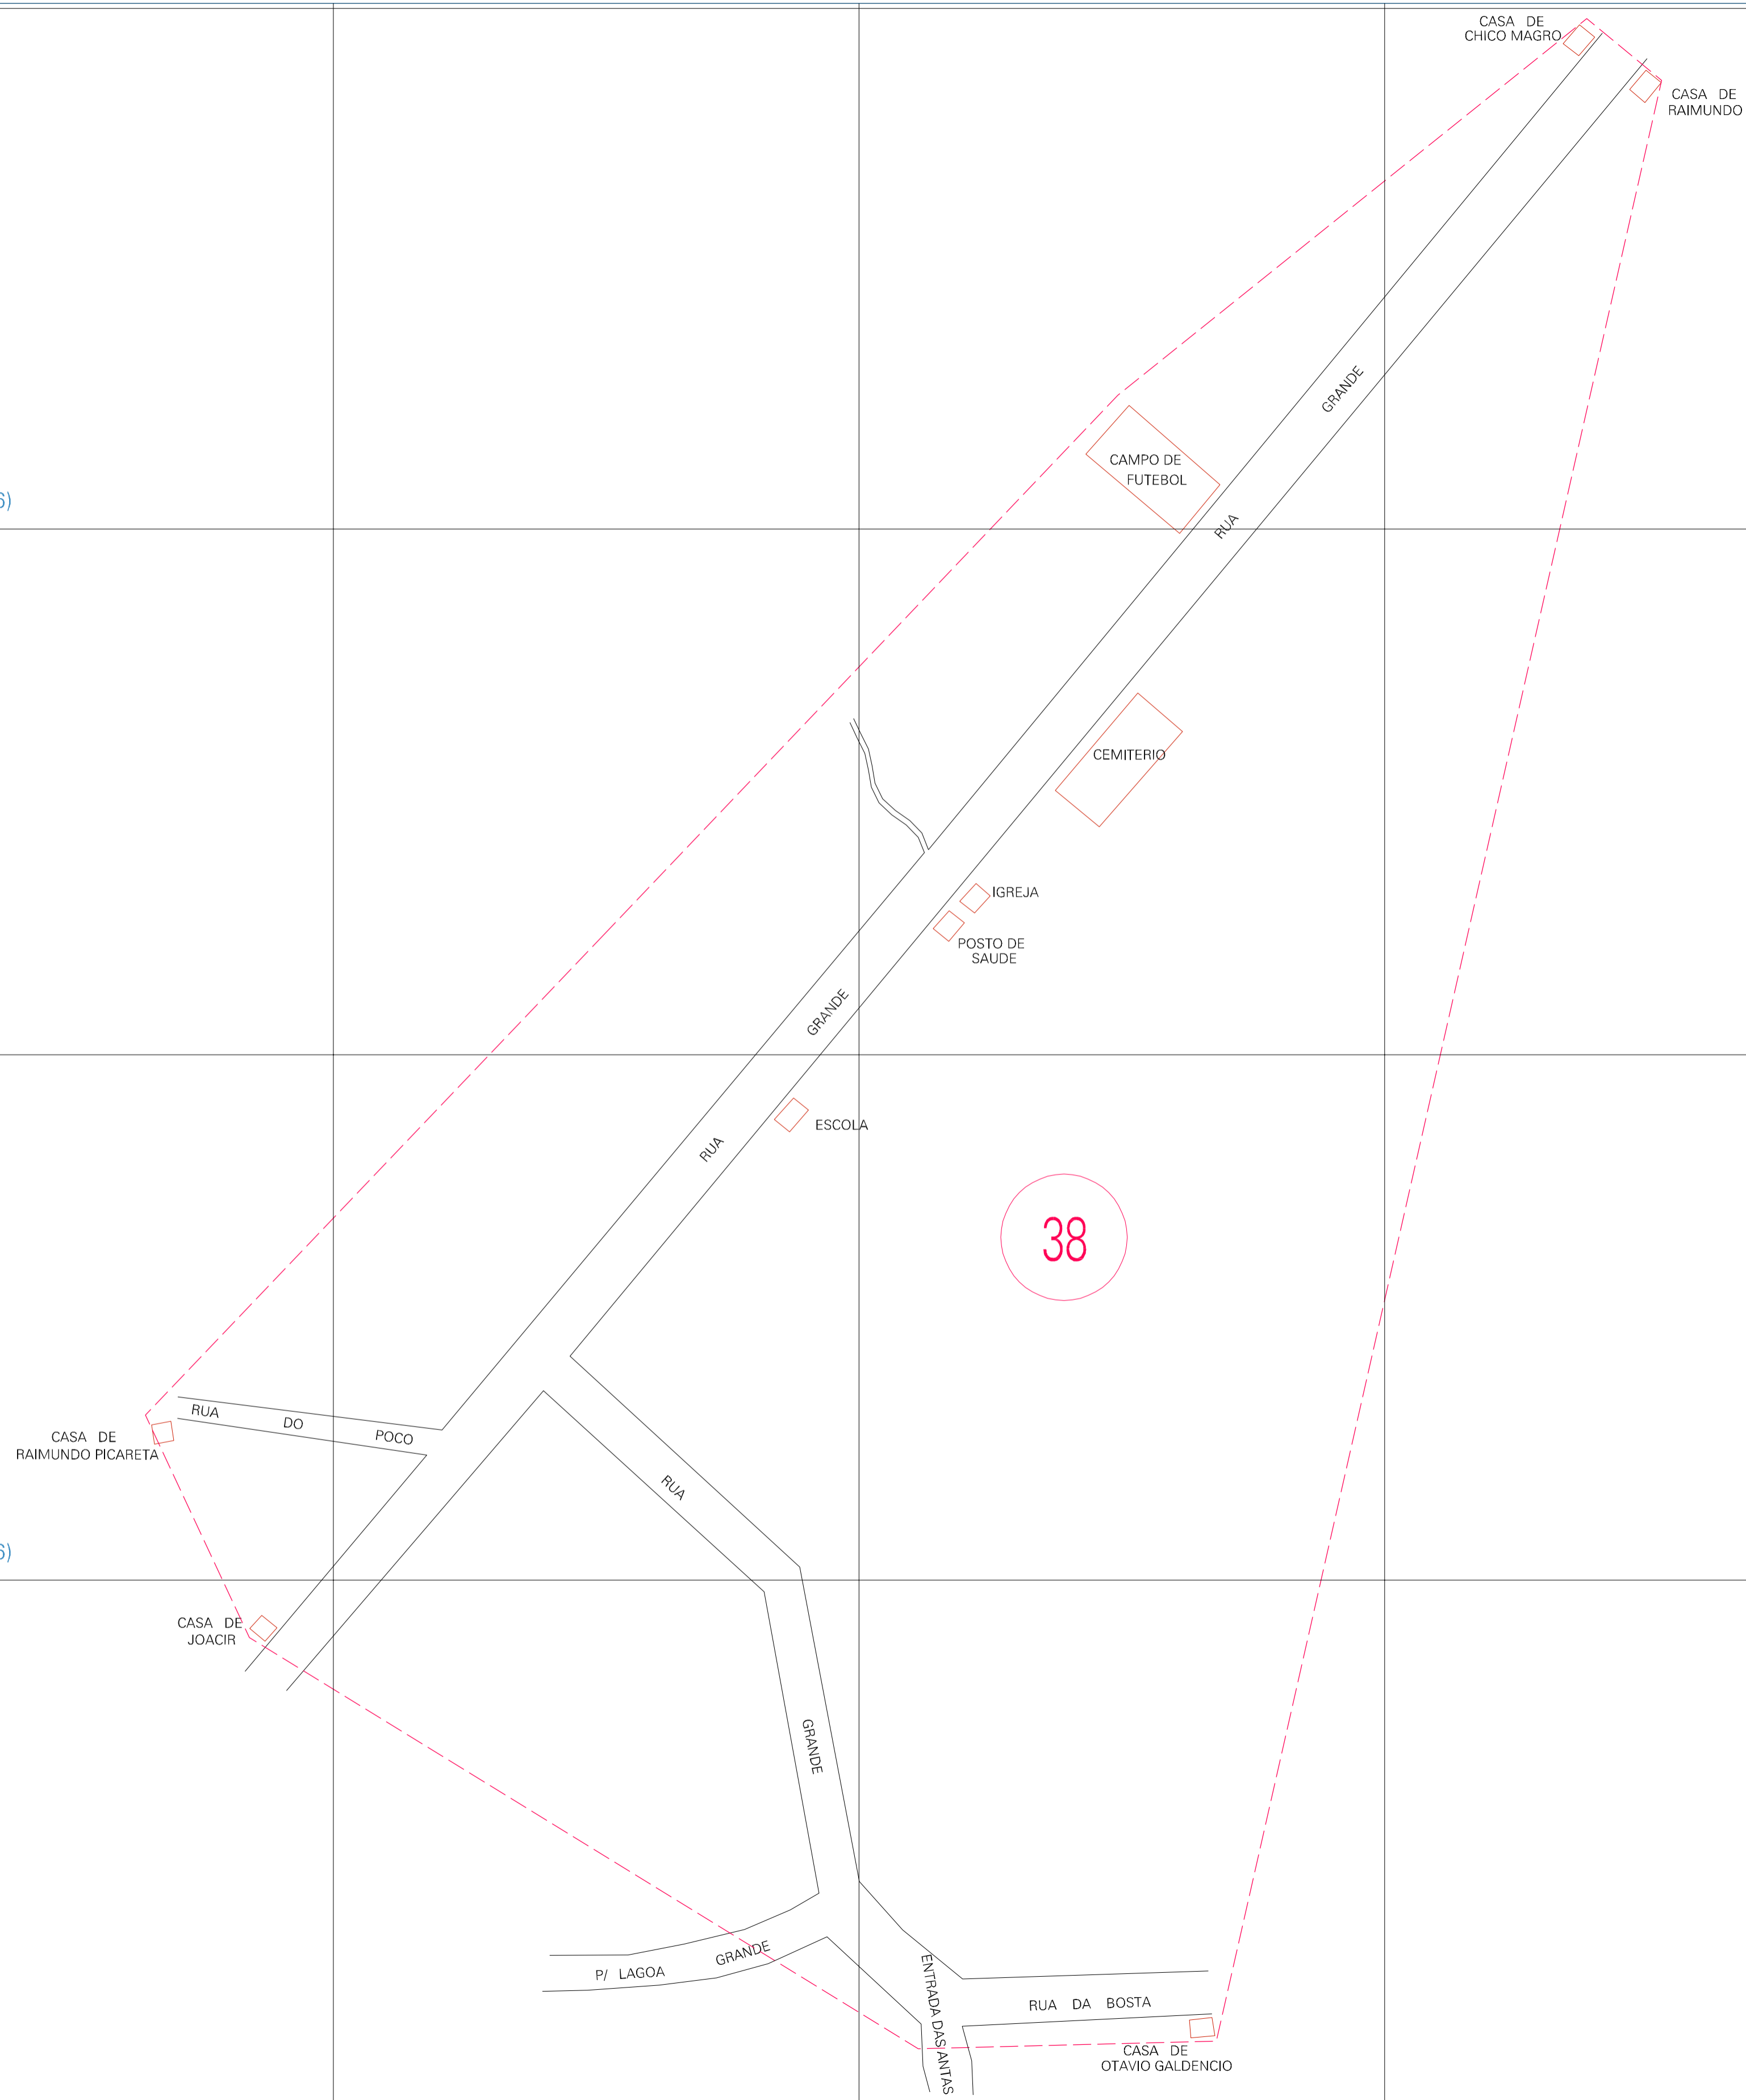 CASA DE
CHICO MAGRO
CASA DE
RAIMUNDO
GRANDE
CAMPO DE
FUTEBOL
6)
RUA
CEMITERIO
IGREJA
POSTO DE
SAUDE
GRANDE
ESCOLA
RUA
38
RUA DO POCO
CASA DE
RAIMUNDO PICARETA
RUA
6)
CASA DE
JOACIR
GRANDE
P/ LAGOA GRANDE
ENTRADA DAS ANTAS
RUA DA BOSTA
CASA DE
OTAVIO GALDENCIO